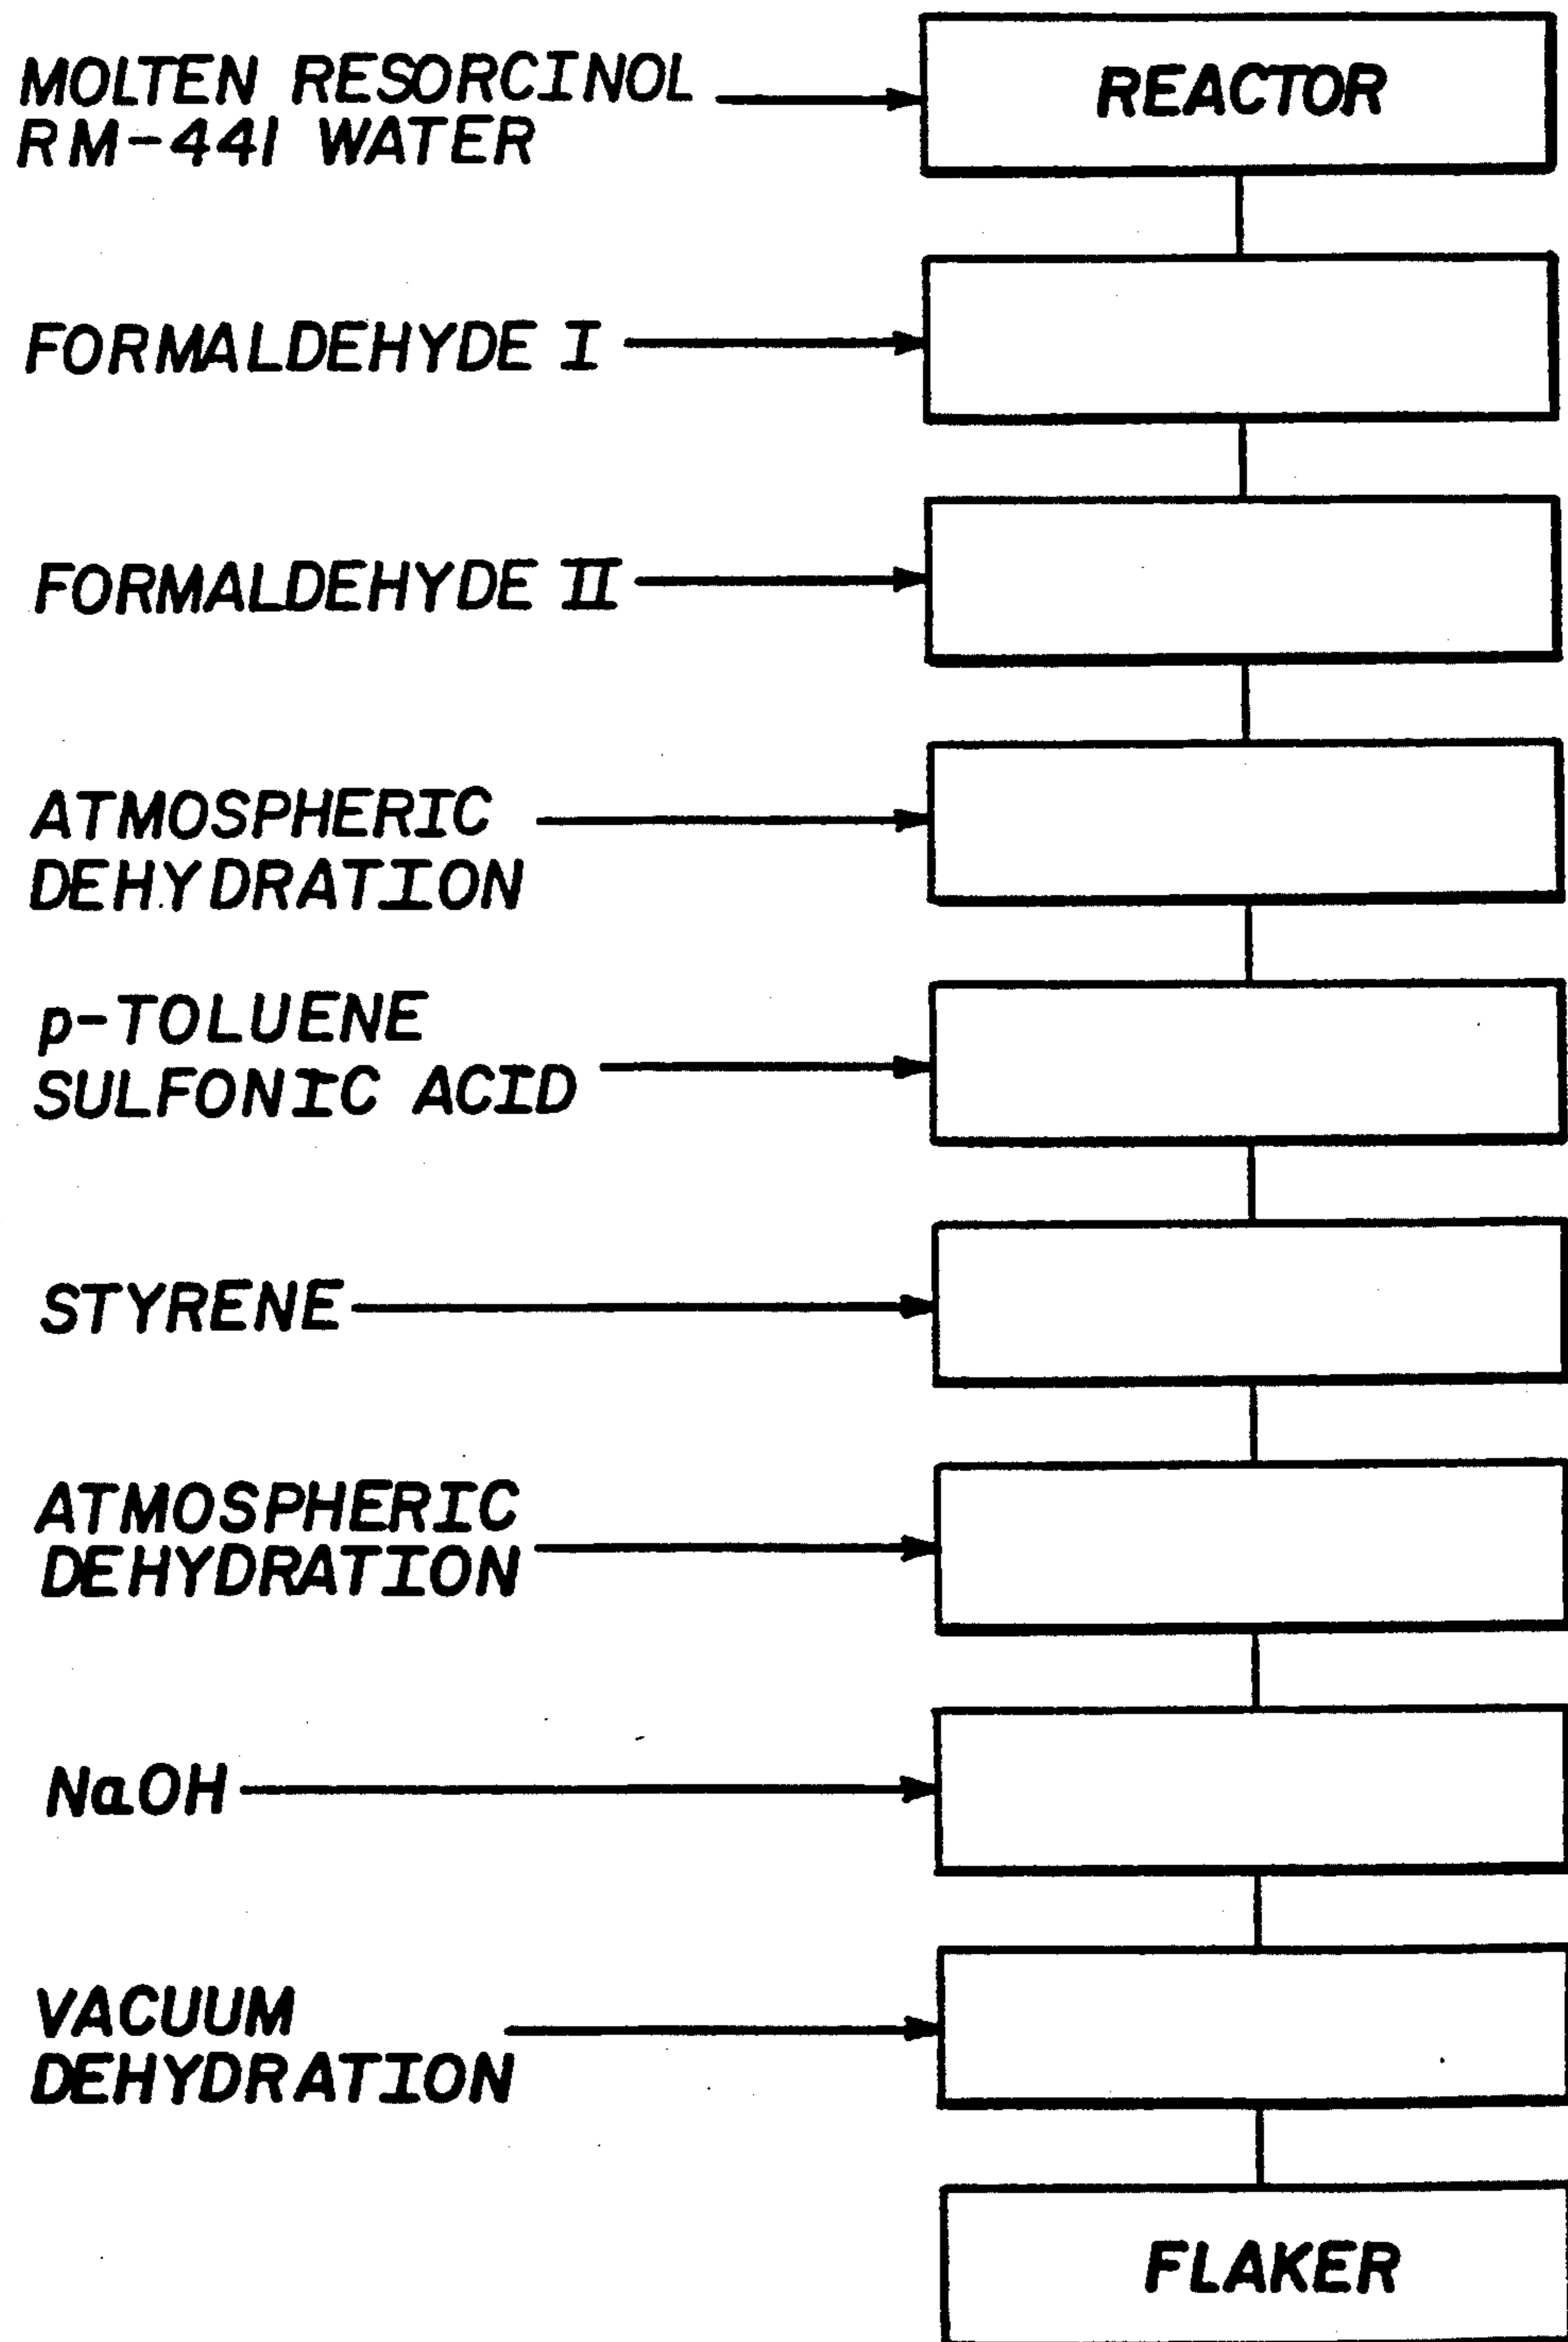 MOLTEN RESORCINOL
RM-441 WATER
REACTOR
FORMALDEHYDE I
FORMALDEHYDE II
ATMOSPHERIC
DEHYDRATION
p-TOLUENE
SULFONIC ACID
STYRENE
ATMOSPHERIC
DEHYDRATION
NaOH
VACUUM
DEHYDRATION
FLAKER